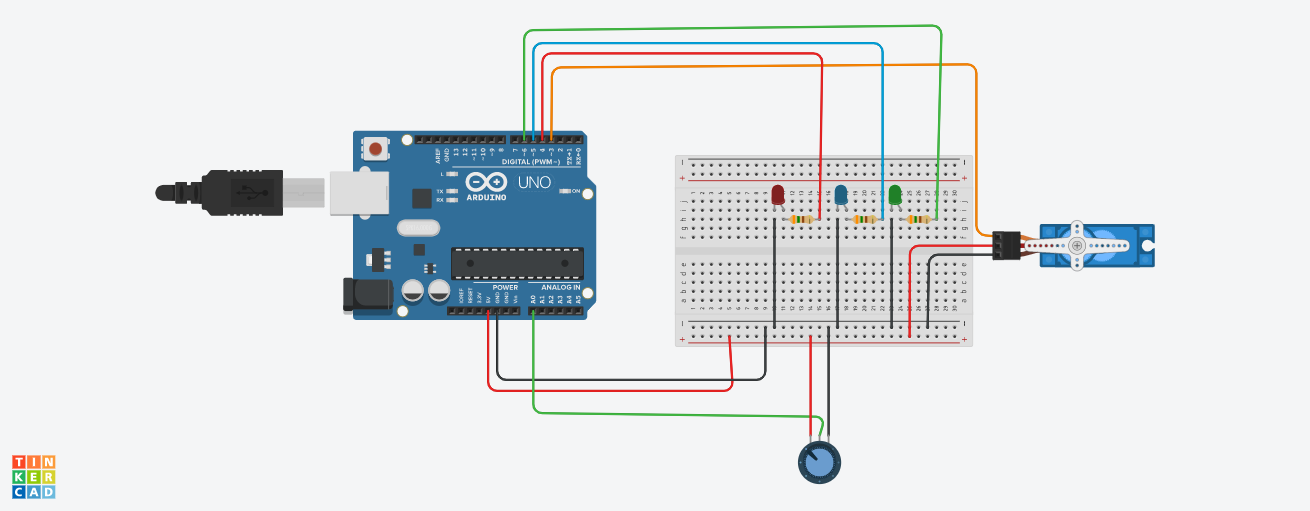 AREF
GND
13
12
~11
~10
~9
8
7
~6
~5
4
~3
2
TX→1
RX←0
DIGITAL (PWM~)
L
TX
RX
UNO
ARDUINO
ON
POWER
ANALOG IN
IOREF
RESET
3.3V
5V
GND
GND
Vin
A0
A1
A2
A3
A4
A5
TIN
KER
CAD